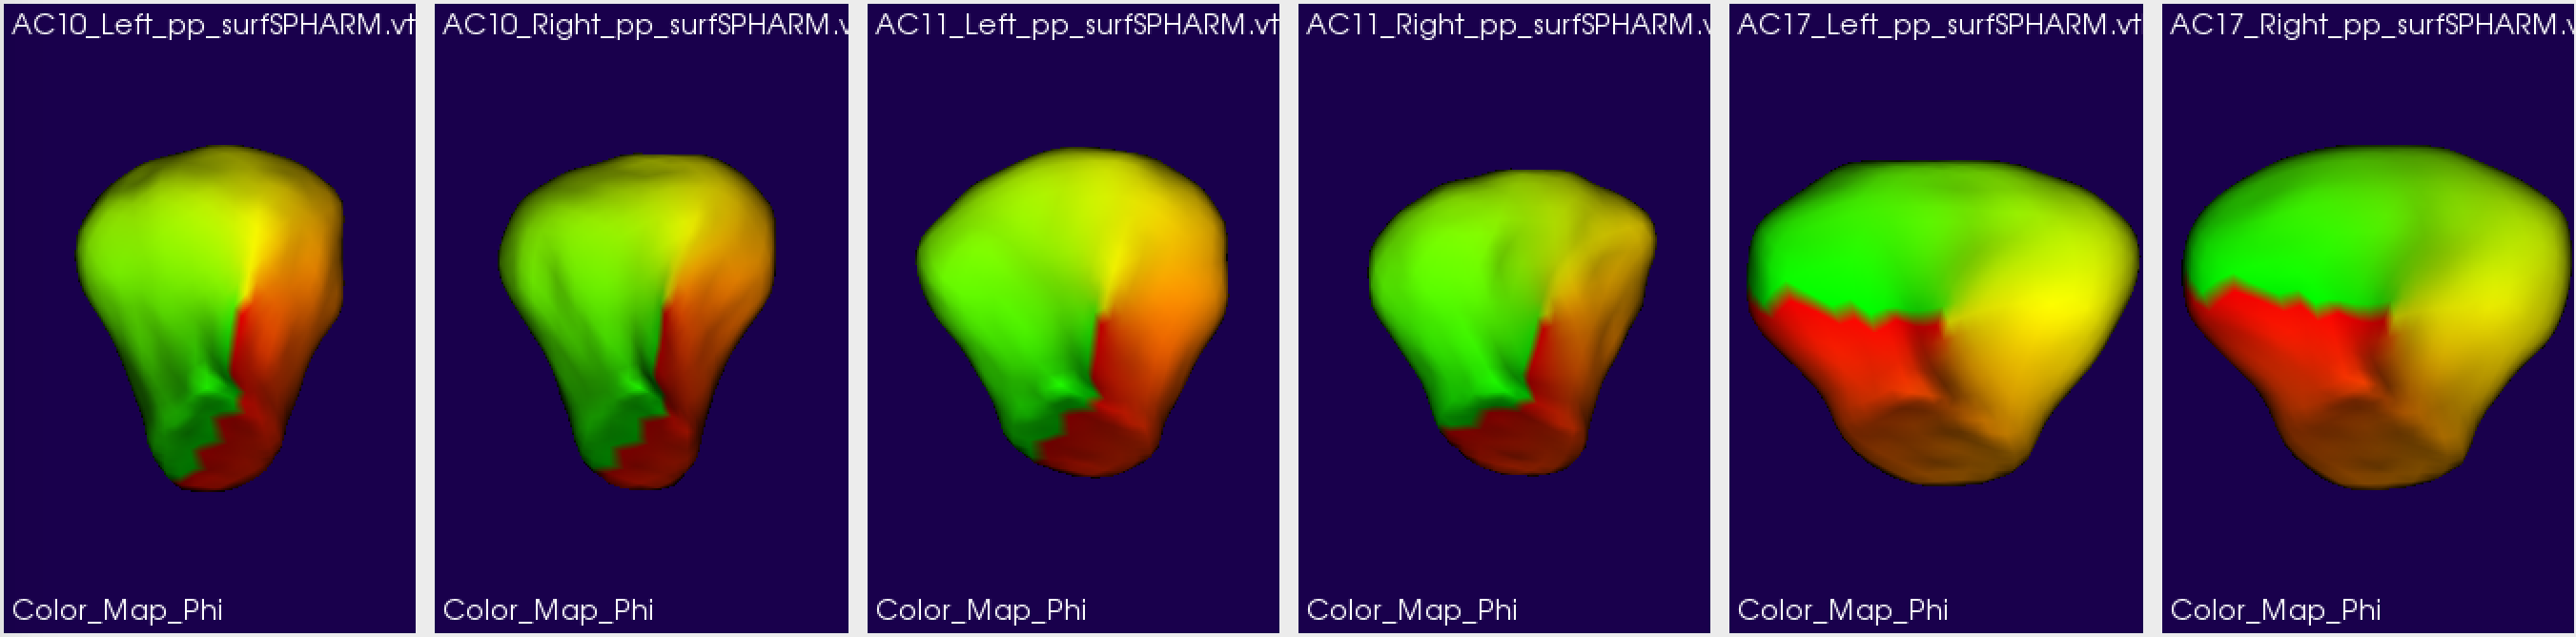 AC10_Left_pp_surfSPHARM.vt
AC10_Right_pp_surfSPHARM.v
AC11_Left_pp_surfSPHARM.vt
AC11_Right_pp_surfSPHARM.v
AC17_Left_pp_surfSPHARM.vt
AC17_Right_pp_surfSPHARM.v
Color_Map_Phi
Color_Map_Phi
Color_Map_Phi
Color_Map_Phi
Color_Map_Phi
Color_Map_Phi